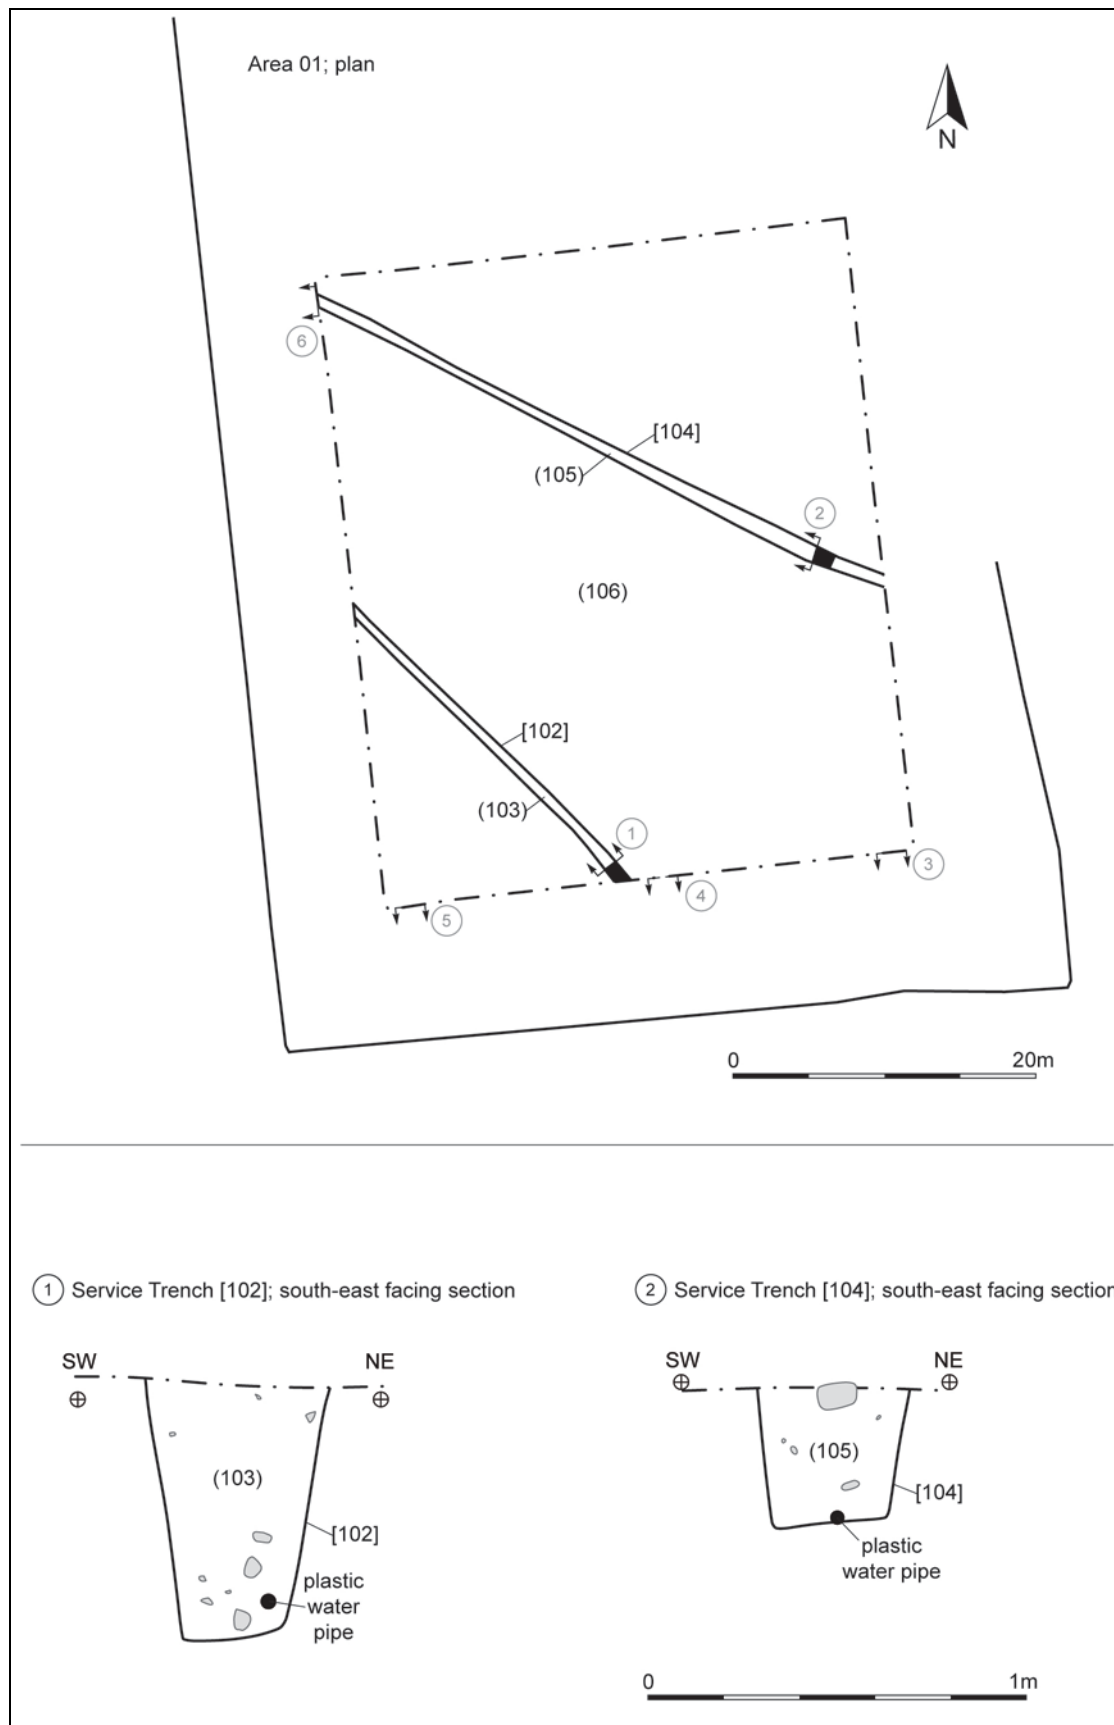 Area 01; plan
N
6
[104]
(105)
2
(106)
[102]
(103)
1
3
4
5
0 20m
1 Service Trench [102]; south-east facing section
SW NE
(103)
[102]
plastic
water
pipe
2 Service Trench [104]; south-east facing section
SW NE
(105)
[104]
plastic
water pipe
0 1m